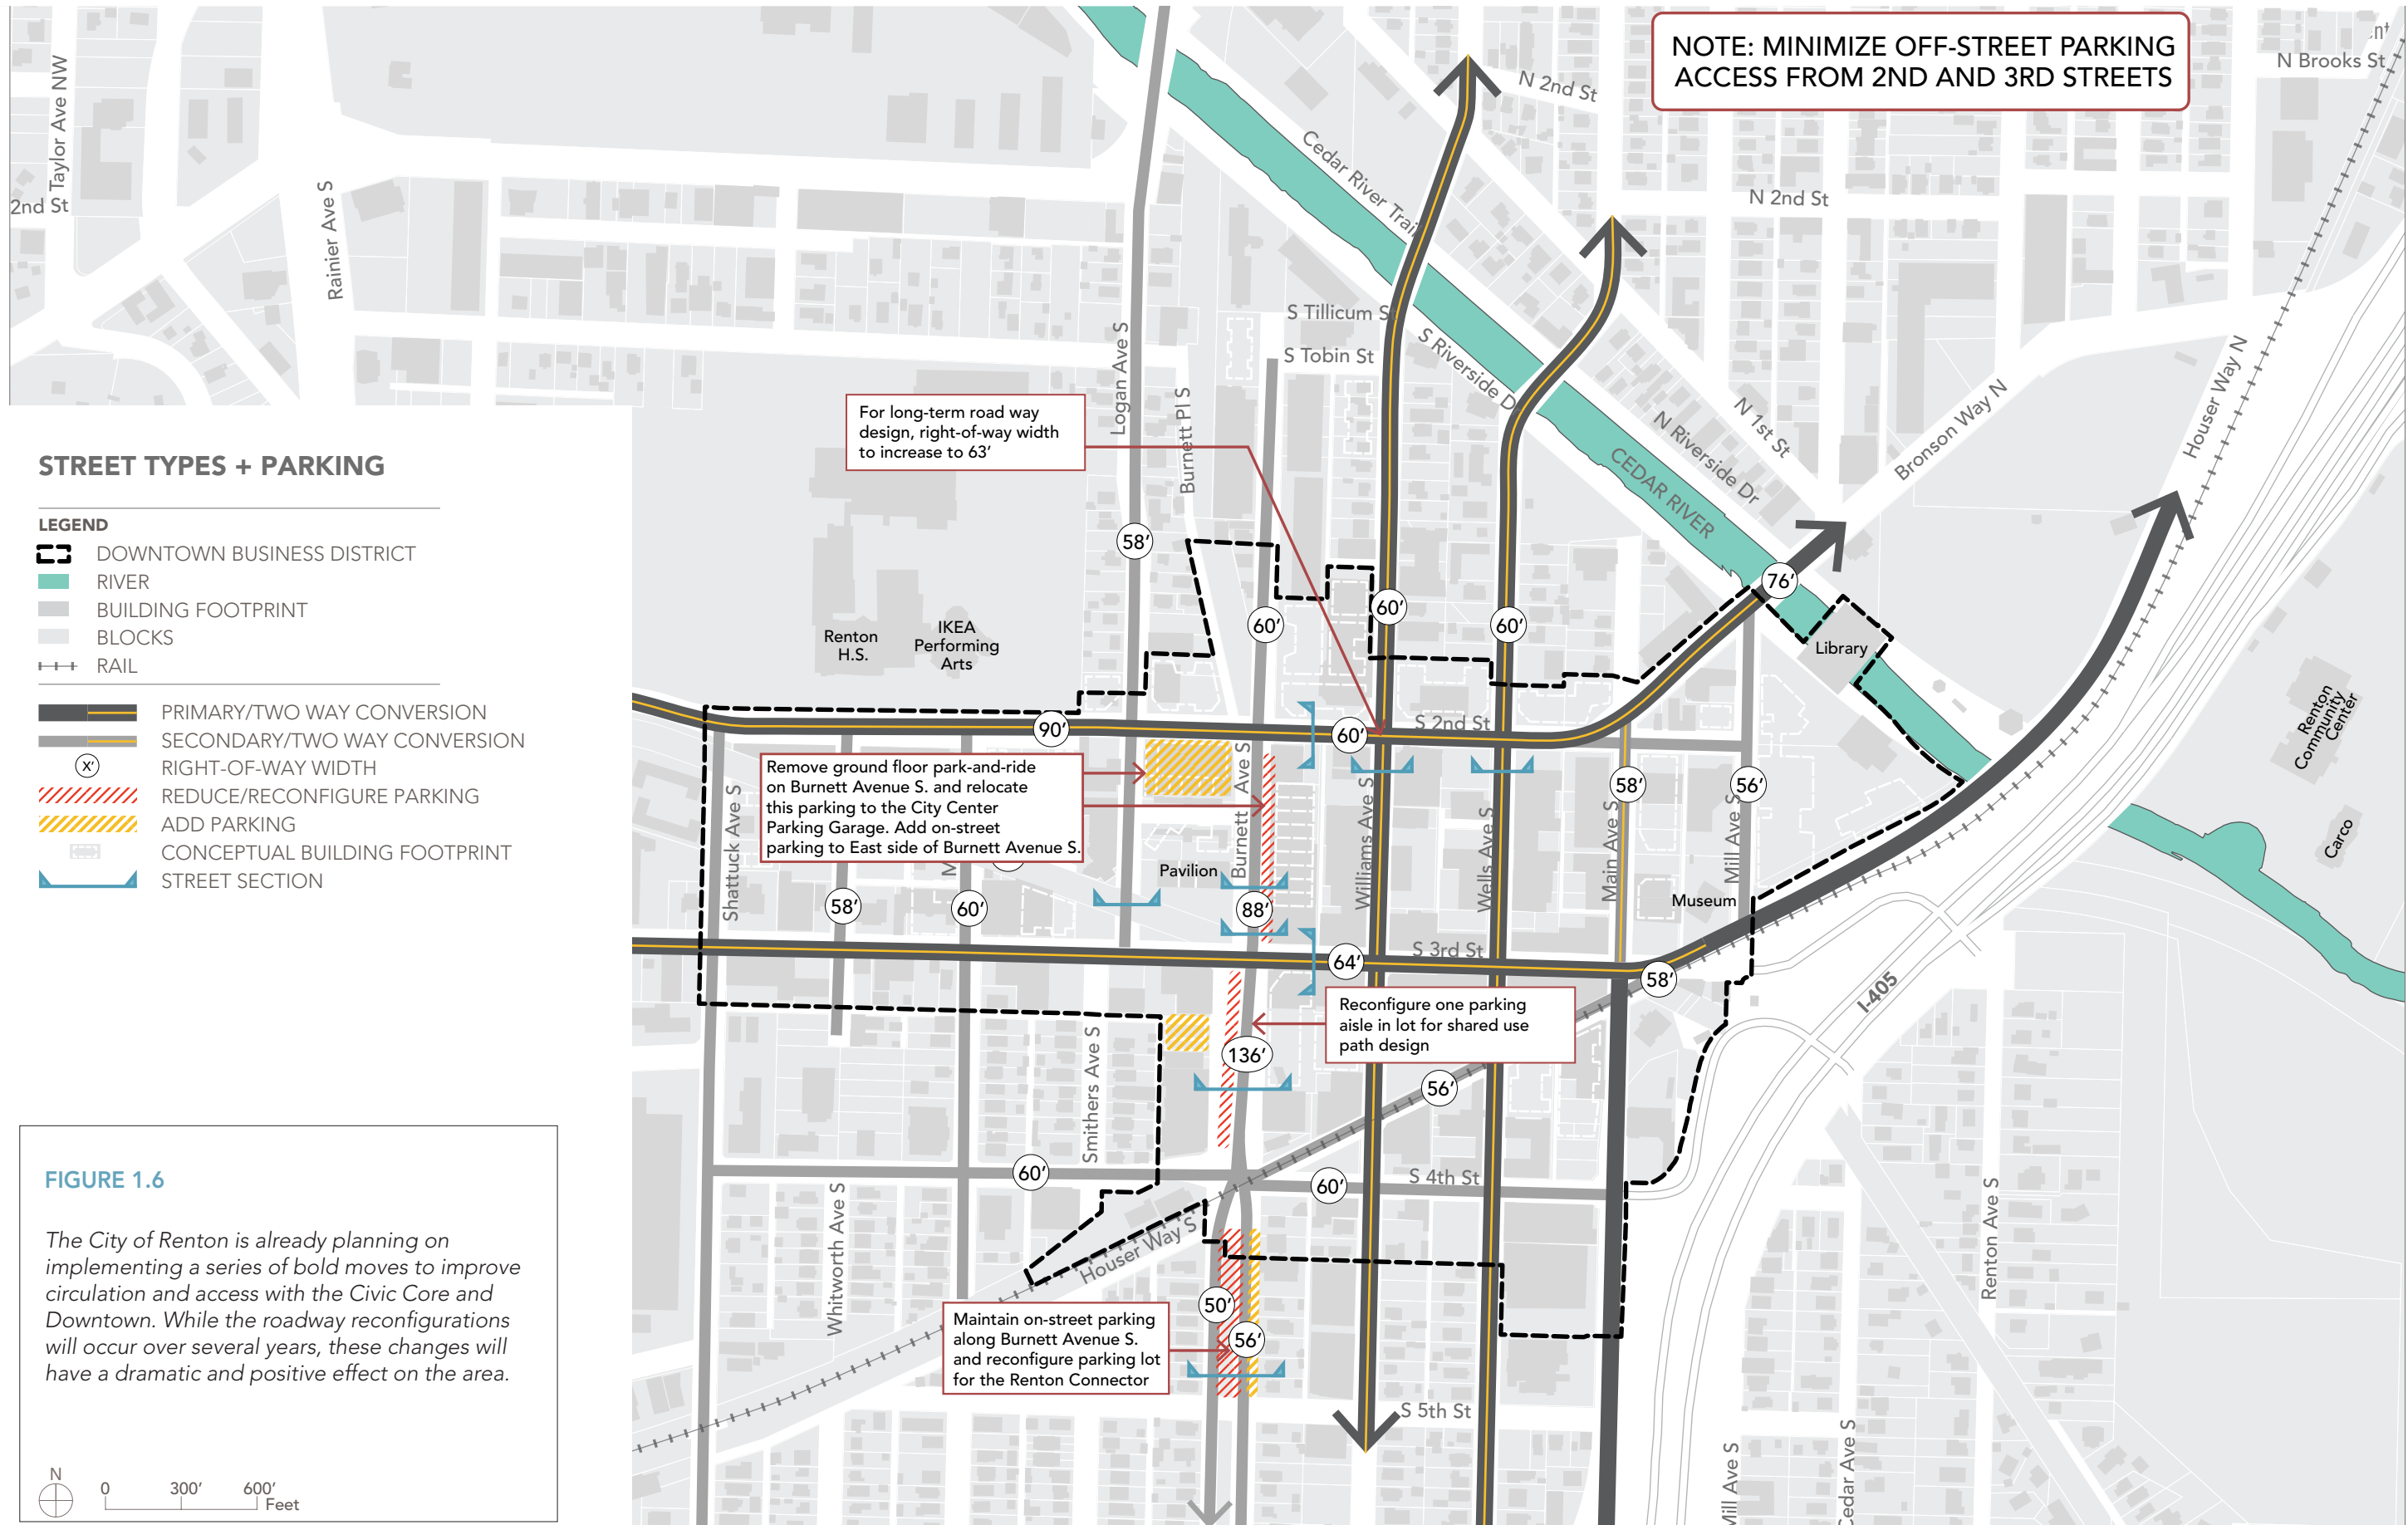 NOTE: MINIMIZE OFF-STREET PARKING
ACCESS FROM 2ND AND 3RD STREETS
N Brooks St
N 2nd St
Taylor Ave NW
2nd St
Rainier Ave S
Cedar River Trail
N 2nd St
S Tillicum S
S Tobin St
Logan Ave S
Burnett Pl S
S Riverside D
N 1st St
N Riverside Dr
CEDAR RIVER
Bronson Way N
Houser Way N
For long-term road way
design, right-of-way width
to increase to 63'
STREET TYPES + PARKING
LEGEND
DOWNTOWN BUSINESS DISTRICT
RIVER
BUILDING FOOTPRINT
BLOCKS
RAIL
PRIMARY/TWO WAY CONVERSION
SECONDARY/TWO WAY CONVERSION
X'
RIGHT-OF-WAY WIDTH
REDUCE/RECONFIGURE PARKING
ADD PARKING
CONCEPTUAL BUILDING FOOTPRINT
STREET SECTION
58'
76'
60'
60'
60'
Renton
H.S.
IKEA
Performing
Arts
Library
Renton
Community
Center
Carco
90'
60'
S 2nd St
Remove ground floor park-and-ride
on Burnett Avenue S. and relocate
this parking to the City Center
Parking Garage. Add on-street
parking to East side of Burnett Avenue S.
58'
56'
Shattuck Ave S
M
Burnett Ave S
Williams Ave S
Wells Ave S
Main Ave S
Mill Ave S
Pavilion
Museum
58'
60'
88'
64'
S 3rd St
58'
I-405
Reconfigure one parking
aisle in lot for shared use
path design
136'
56'
Smithers Ave S
60'
60'
S 4th St
Whitworth Ave S
Houser Way S
Renton Ave S
50'
56'
Maintain on-street parking
along Burnett Avenue S.
and reconfigure parking lot
for the Renton Connector
S 5th St
Mill Ave S
Cedar Ave S
FIGURE 1.6
The City of Renton is already planning on
implementing a series of bold moves to improve
circulation and access with the Civic Core and
Downtown. While the roadway reconfigurations
will occur over several years, these changes will
have a dramatic and positive effect on the area.
N
0 300' 600'
Feet